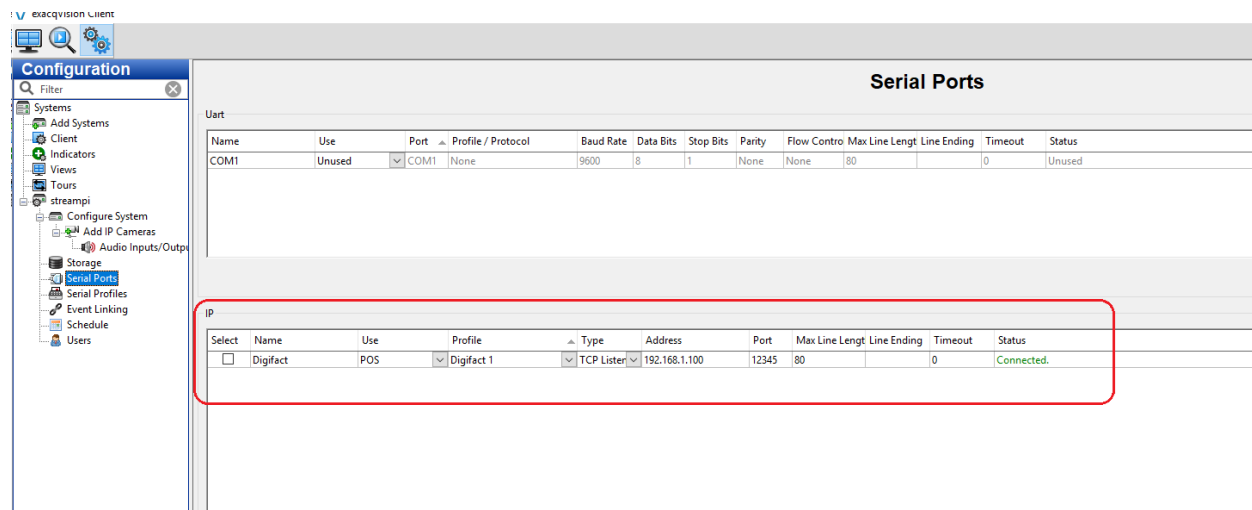 exacqVision Client
Configuration
Filter
Systems
Add Systems
Client
Indicators
Views
Tours
streampi
Configure System
Add IP Cameras
Audio Inputs/Outpu
Storage
Serial Ports
Serial Profiles
Event Linking
Schedule
Users
Serial Ports
Uart
Name Use Port Profile / Protocol Baud Rate Data Bits Stop Bits Parity Flow Contro Max Line Lengt Line Ending Timeout Status
COM1 Unused COM1 None 9600 8 1 None None 80 0 Unused
IP
Select Name Use Profile Type Address Port Max Line Lengt Line Ending Timeout Status
Digifact POS Digifact 1 TCP Lister 192.168.1.100 12345 80 0 Connected.